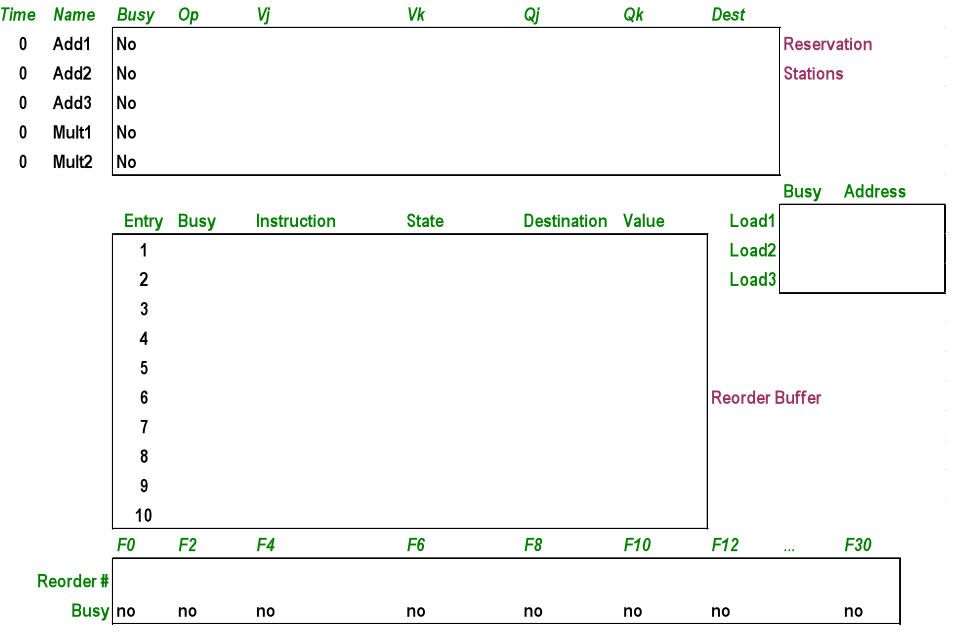 Time Name Busy Op Vj Vk Qj Qk Dest
0 Add1 No Reservation
0 Add2 No Stations
0 Add3 No
0 Mult1 No
0 Mult2 No
Busy Address
Entry Busy Instruction State Destination Value Load1
1 Load2
2 Load3
3
4
5
6 Reorder Buffer
7
8
9
10
F0 F2 F4 F6 F8 F10 F12 ... F30
Reorder #
Busy no no no no no no no no